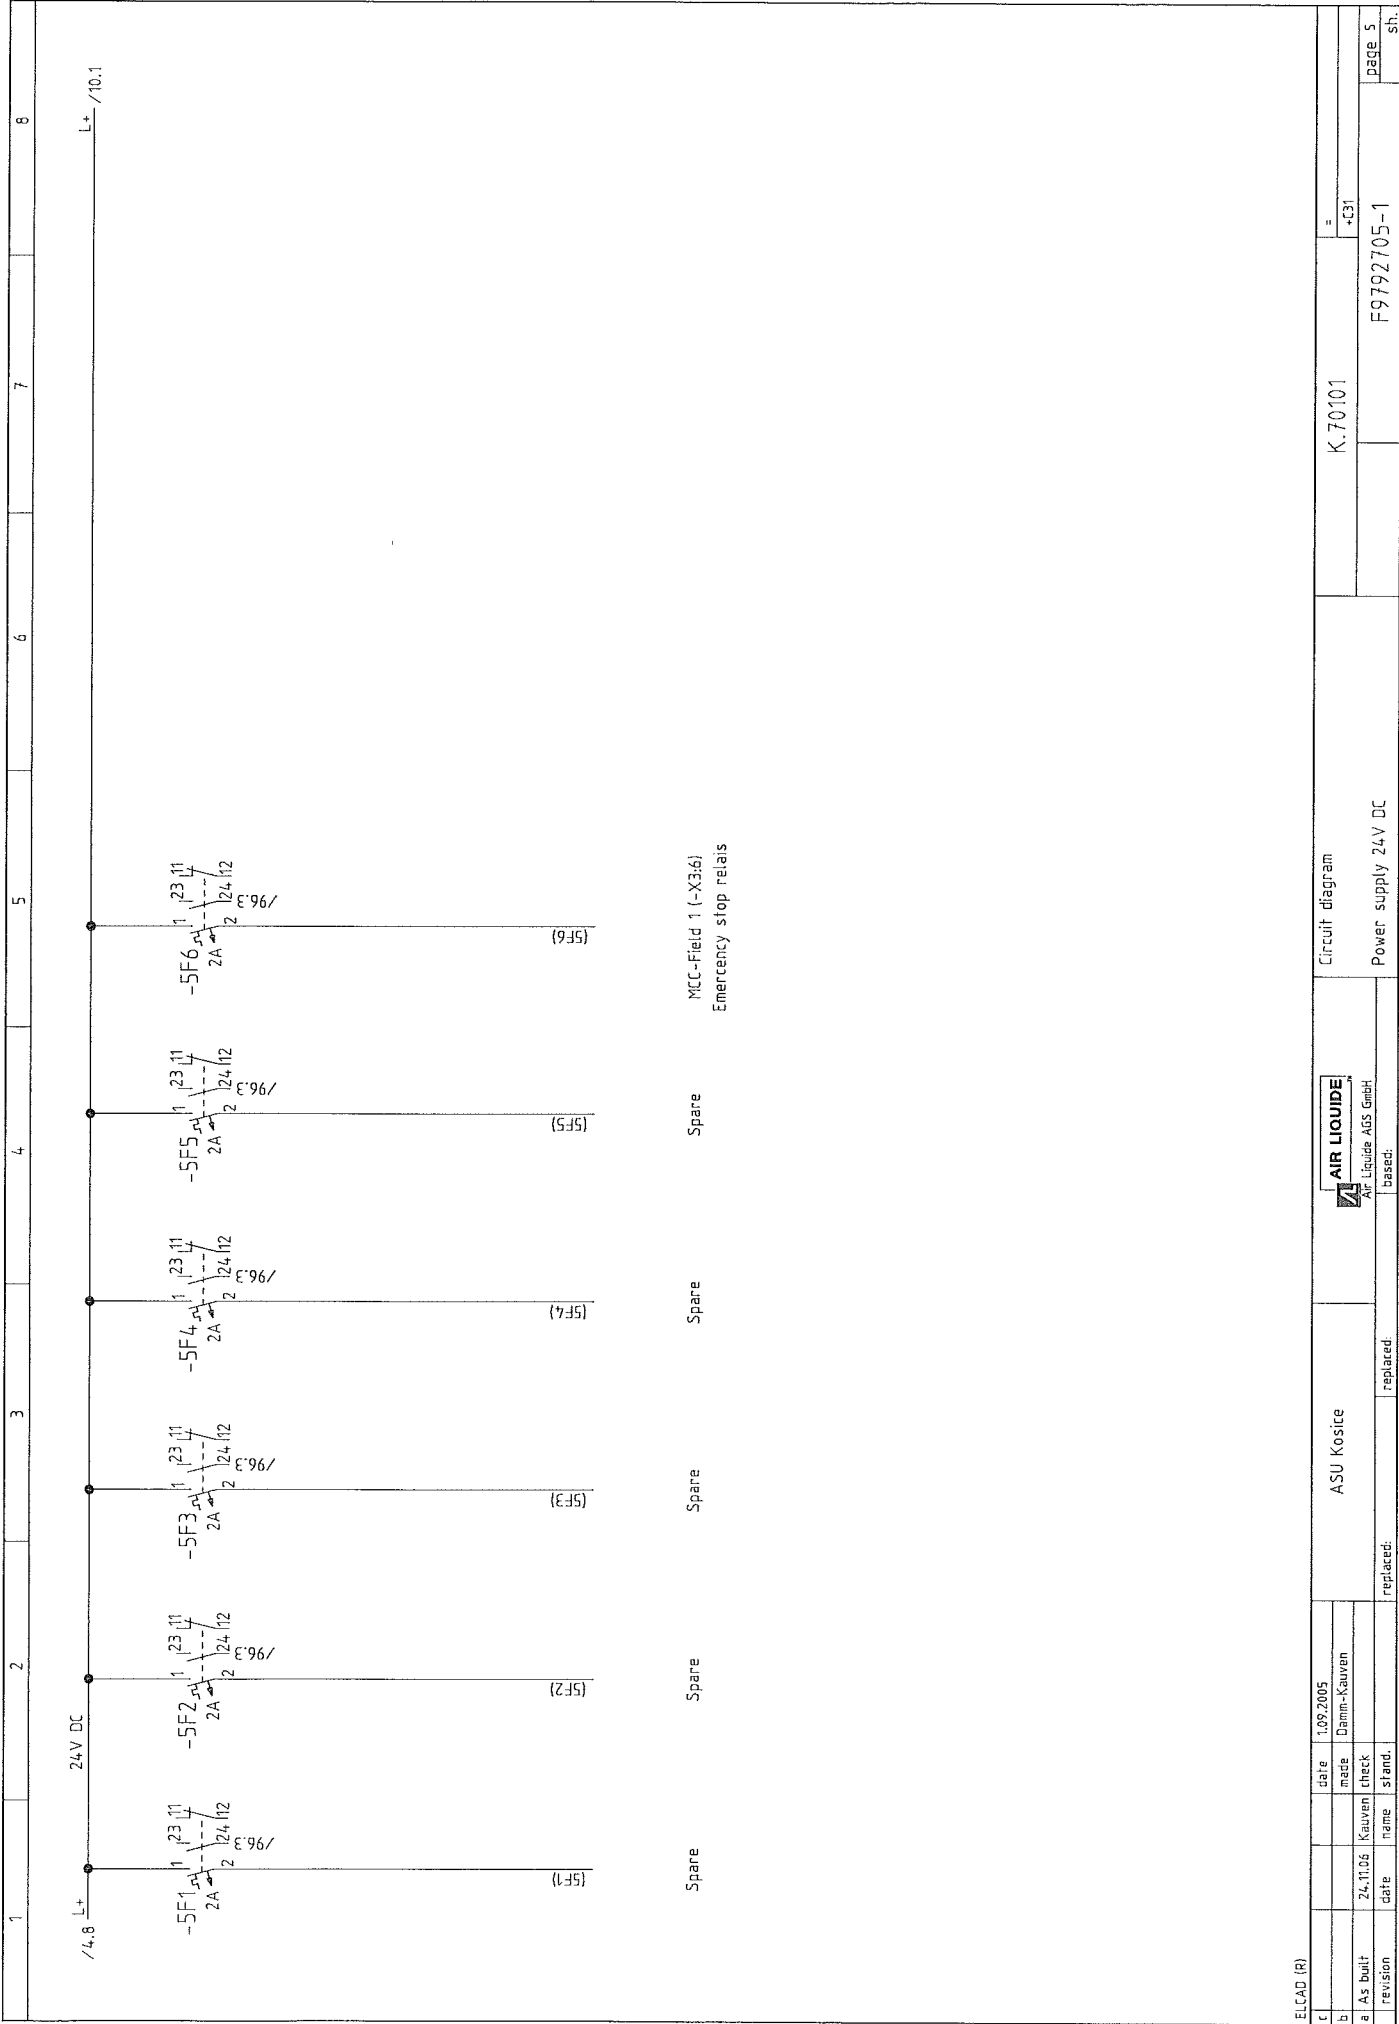 1 2 3 4 5 6 7 8
/4.8 L+ 24V DC L+ /10.1
-5F1 1 23 11
2A 2 24 12
/96.3
-5F2 1 23 11
2A 2 24 12
/96.3
-5F3 1 23 11
2A 2 24 12
/96.3
-5F4 1 23 11
2A 2 24 12
/96.3
-5F5 1 23 11
2A 2 24 12
/96.3
-5F6 1 23 11
2A 2 24 12
/96.3
(5F1) (5F2) (5F3) (5F4) (5F5) (5F6)
Spare
Spare
Spare
Spare
Spare
MCC-Field 1 (-X3:6)
Emercency stop relais
ELCAD (R)
c
b
a As built 24.11.06 Kauven
revision date name
date 1.09.2005
made Damm-Kauven
check
stand.
ASU Kosice
replaced:
replaced:
AIR LIQUIDE™
Air Liquide AGS GmbH
based:
Circuit diagram
Power supply 24V DC
K.70101
=
+C31
F9792705-1
page 5
sh.